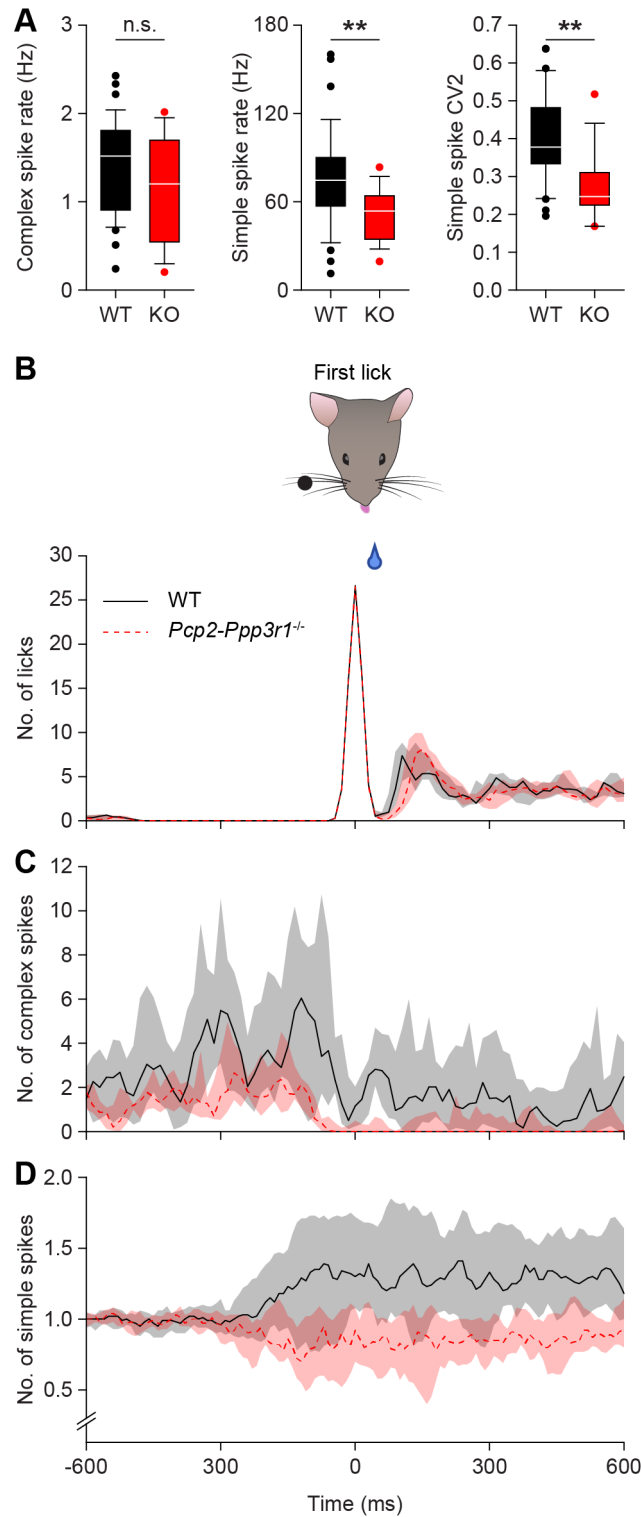 A
n.s.
**
**
Complex spike rate (Hz)
3
2
1
0
WT KO
Simple spike rate (Hz)
180
120
60
0
WT KO
Simple spike CV2
0.7
0.6
0.5
0.4
0.3
0.2
0.1
0.0
WT KO
B
First lick
No. of licks
30
25
20
15
10
5
0
WT
Pcp2-Ppp3r1-/-
C
No. of complex spikes
12
10
8
6
4
2
0
D
No. of simple spikes
2.0
1.5
1.0
0.5
-600 300 0 300 600
Time (ms)